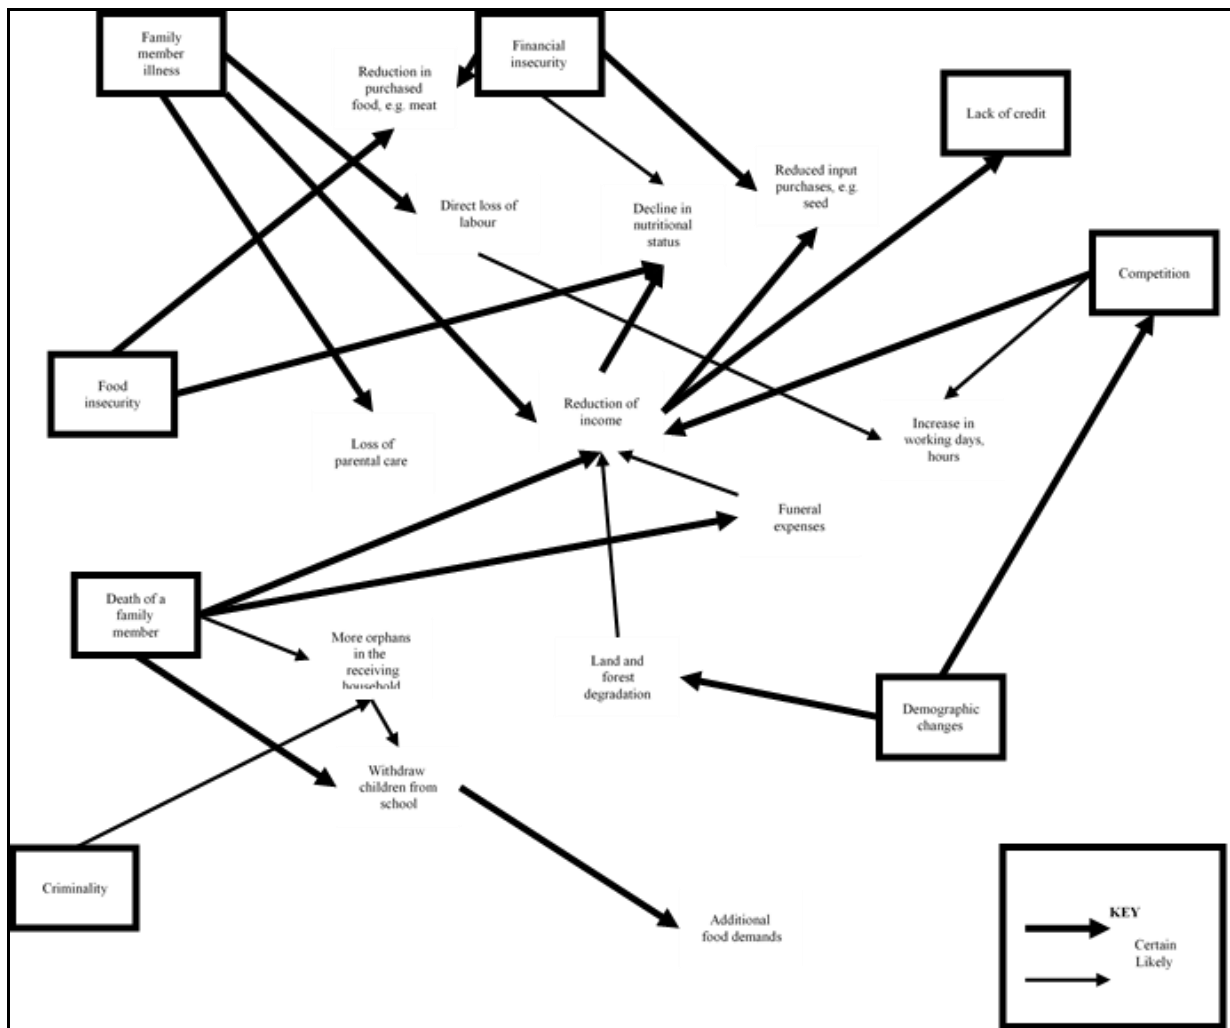 Family
member
illness
Financial
insecurity
Reduction in
purchased
food, e.g. meat
Lack of credit
Reduced input
purchases, e.g.
seed
Direct loss of
labour
Decline in
nutritional
status
Competition
Food
insecurity
Reduction of
income
Loss of
parental care
Increase in
working days,
hours
Funeral
expenses
Death of a
family
member
More orphans
in the
receiving
household
Land and
forest
degradation
Demographic
changes
Withdraw
children from
school
Criminality
Additional
food demands
KEY
Certain
Likely